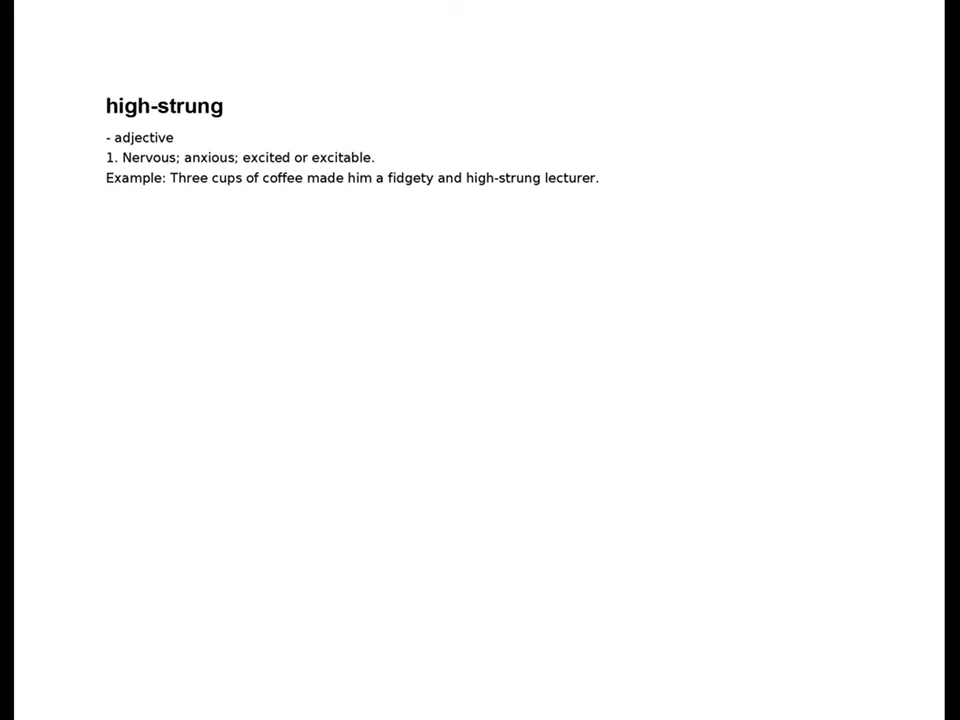 high-strung
- adjective
1. Nervous; anxious; excited or excitable.
Example: Three cups of coffee made him a fidgety and high-strung lecturer.